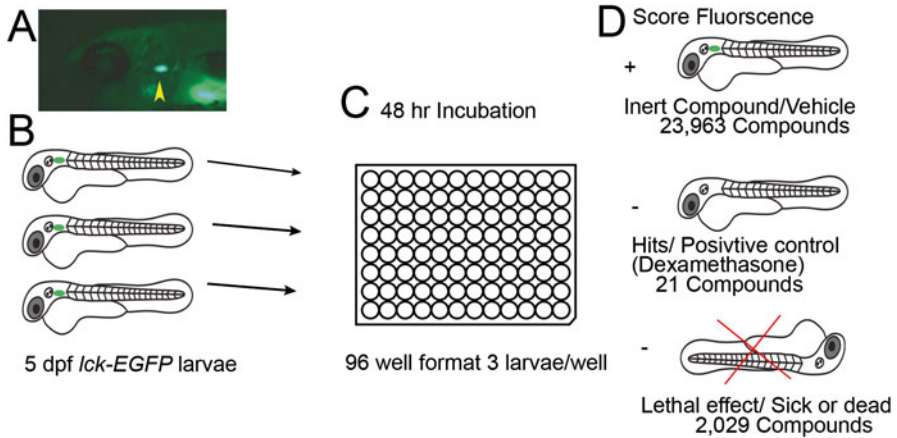 A
B
5 dpf lck-EGFP larvae
C
48 hr Incubation
96 well format 3 larvae/well
D
Score Fluorescence
+
Inert Compound/Vehicle
23,963 Compounds
-
Hits/ Posivtive control
(Dexamethasone)
21 Compounds
-
Lethal effect/ Sick or dead
2,029 Compounds